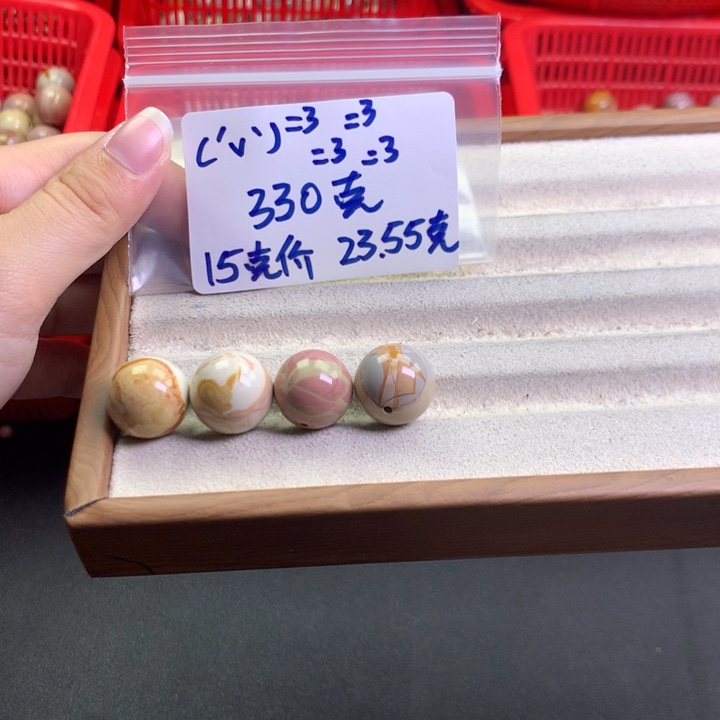 ('v')=3 =3
=3 =3
330克
15克价 23.55克